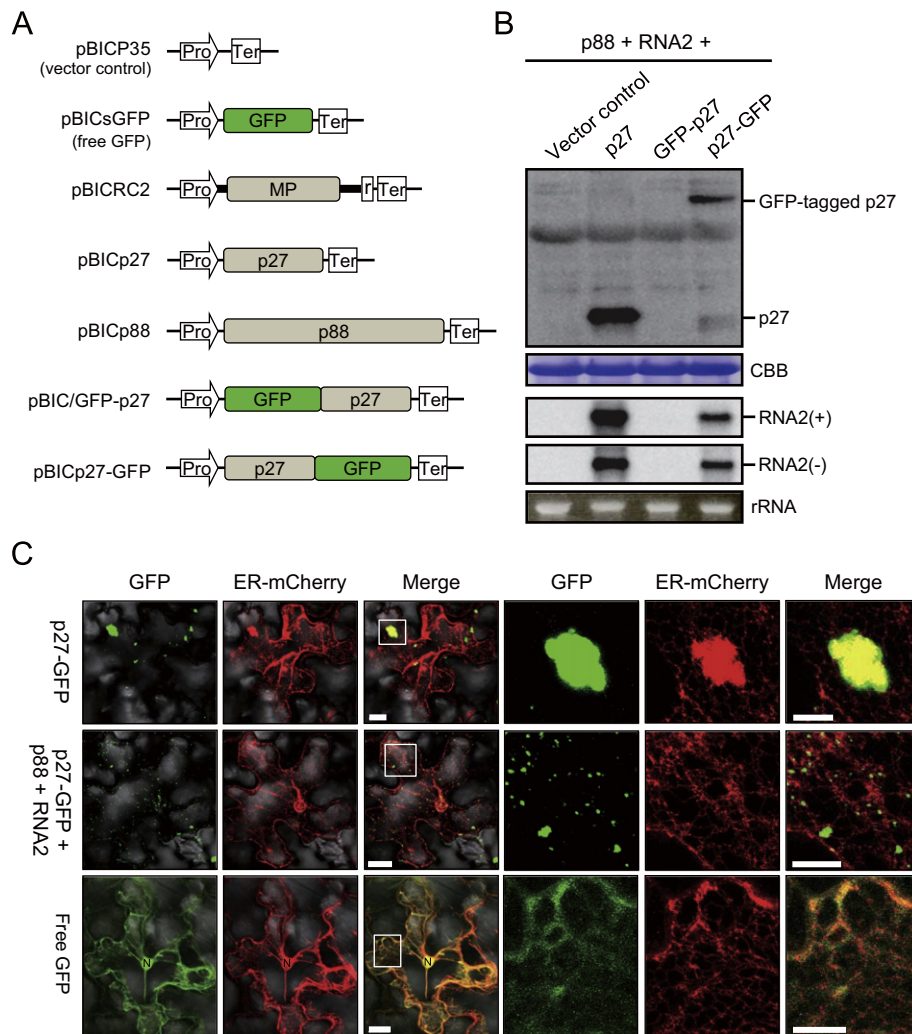 A
pBICP35
(vector control)
Pro
Ter
pBICsGFP
(free GFP)
Pro
GFP
Ter
pBICRC2
Pro
MP
r
Ter
pBICp27
Pro
p27
Ter
pBICp88
Pro
p88
Ter
pBIC/GFP-p27
Pro
GFP
p27
Ter
pBICp27-GFP
Pro
p27
GFP
Ter
B
p88 + RNA2 +
Vector control
p27
GFP-p27
p27-GFP
GFP-tagged p27
p27
CBB
RNA2(+)
RNA2(-)
rRNA
C
GFP
ER-mCherry
Merge
GFP
ER-mCherry
Merge
p27-GFP
p27-GFP +
p88 + RNA2
Free GFP
N
N
N